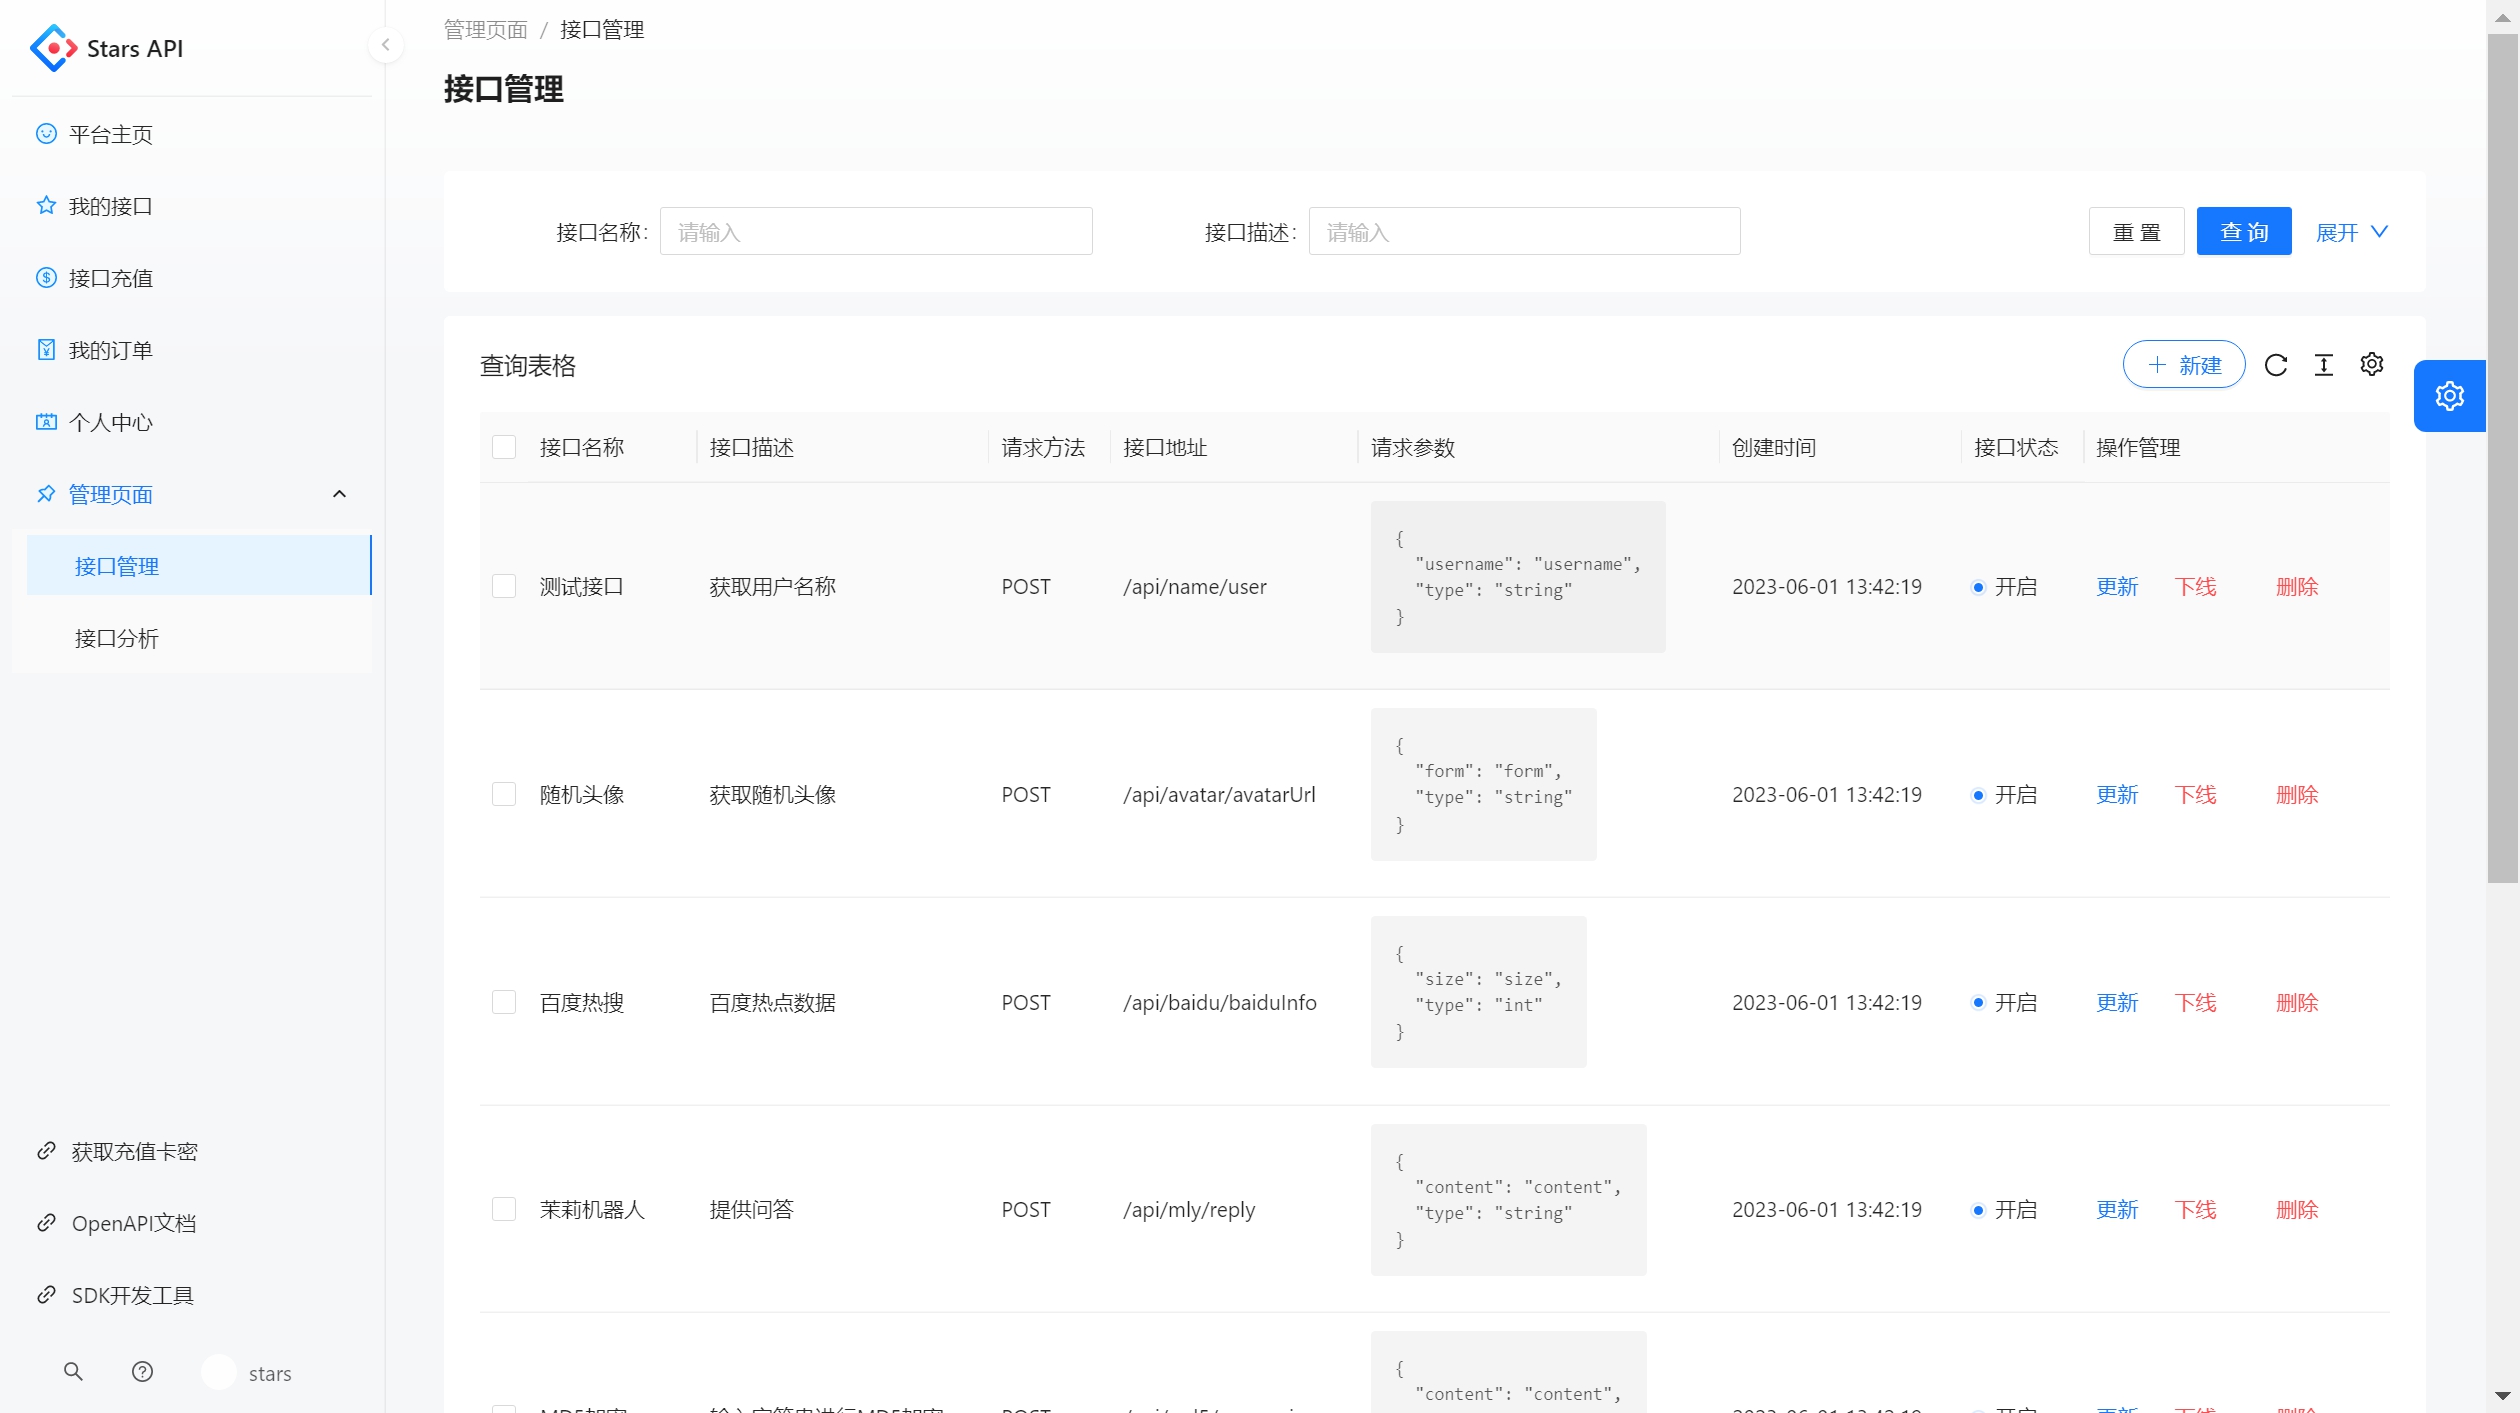 Stars API
平台主页
我的接口
接口充值
我的订单
个人中心
管理页面
接口管理
接口分析
获取充值卡密
OpenAPI文档
SDK开发工具
stars
管理页面 / 接口管理
接口管理
接口名称: 请输入 接口描述: 请输入 重 置 查 询 展开
查询表格 新建
接口名称 接口描述 请求方法 接口地址 请求参数 创建时间 接口状态 操作管理
{
"username": "username",
"type": "string"
}
测试接口 获取用户名称 POST /api/name/user 2023-06-01 13:42:19 开启 更新 下线 删除
{
"form": "form",
"type": "string"
}
随机头像 获取随机头像 POST /api/avatar/avatarUrl 2023-06-01 13:42:19 开启 更新 下线 删除
{
"size": "size",
"type": "int"
}
百度热搜 百度热点数据 POST /api/baidu/baiduInfo 2023-06-01 13:42:19 开启 更新 下线 删除
{
"content": "content",
"type": "string"
}
茉莉机器人 提供问答 POST /api/mly/reply 2023-06-01 13:42:19 开启 更新 下线 删除
{
"content": "content",